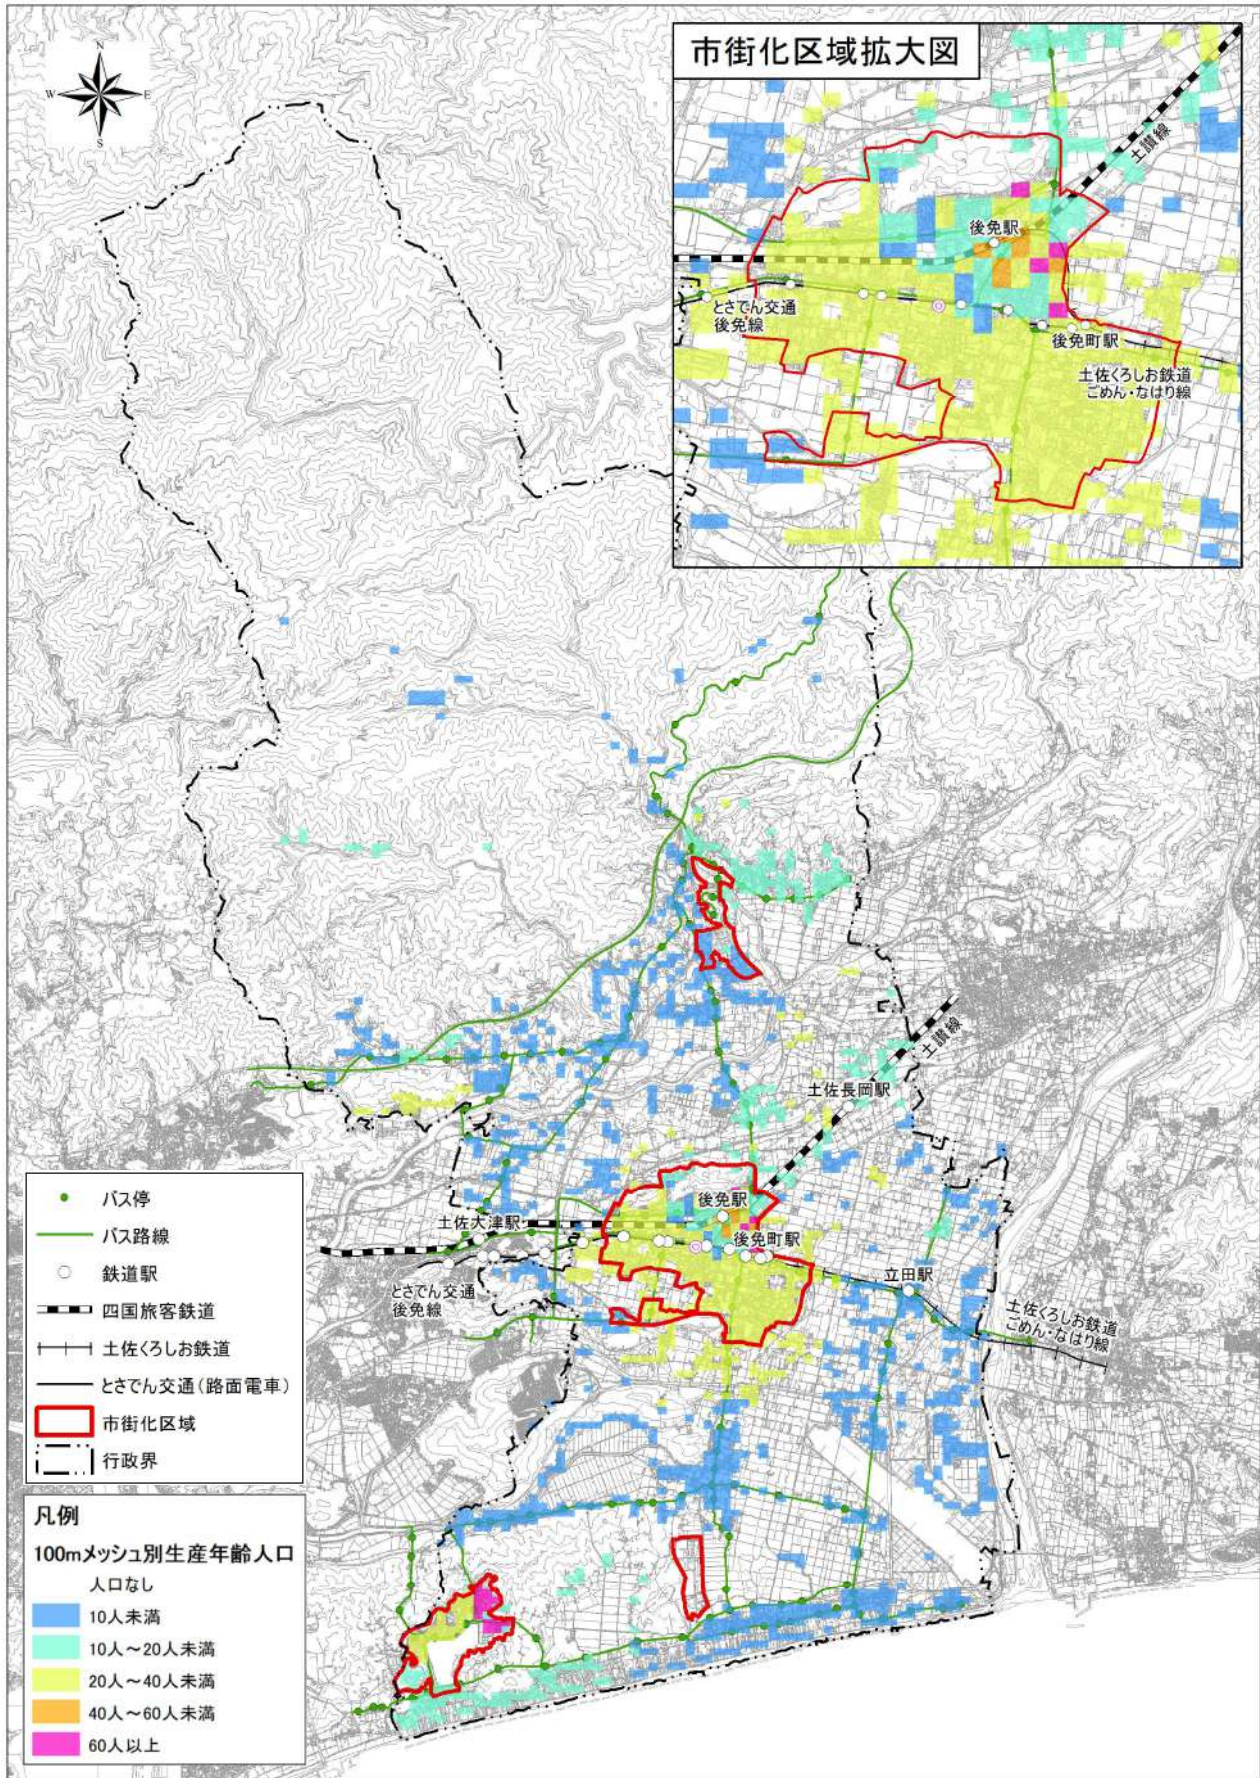 N
W
E
S
市街化区域拡大図
土讃線
後免駅
とさでん交通
後免線
後免町駅
土佐くろしお鉄道
ごめん・なはり線
土讃線
土佐長岡駅
後免駅
土佐大津駅
後免町駅
立田駅
とさでん交通
後免線
土佐くろしお鉄道
ごめん・なはり線
バス停
バス路線
鉄道駅
四国旅客鉄道
土佐くろしお鉄道
とさでん交通(路面電車)
市街化区域
行政界
凡例
100mメッシュ別生産年齢人口
人口なし
10人未満
10人～20人未満
20人～40人未満
40人～60人未満
60人以上